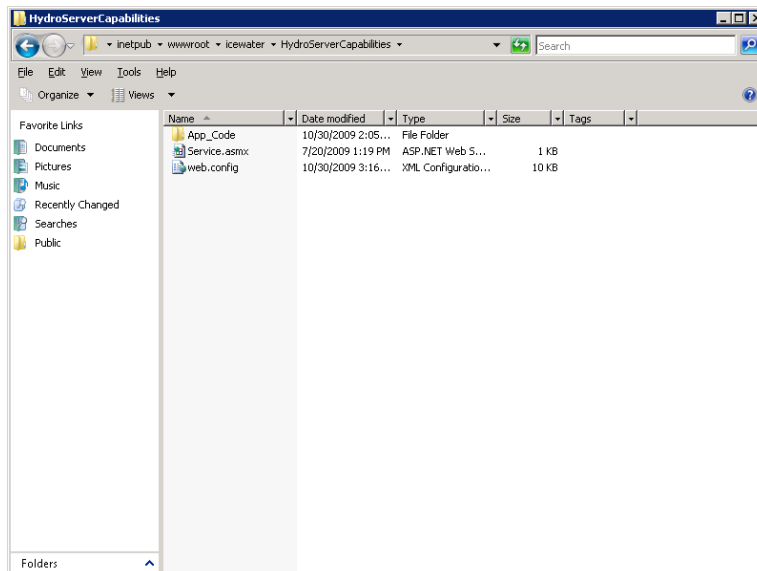 HydroServerCapabilities
inetpub wwwroot icewater HydroServerCapabilities
Search
File Edit View Tools Help
Organize Views
Favorite Links
Documents
Pictures
Music
Recently Changed
Searches
Public
Folders
Name Date modified Type Size Tags
App_Code 10/30/2009 2:05... File Folder
Service.asmx 7/20/2009 1:19 PM ASP.NET Web S... 1 KB
web.config 10/30/2009 3:16... XML Configuratio... 10 KB